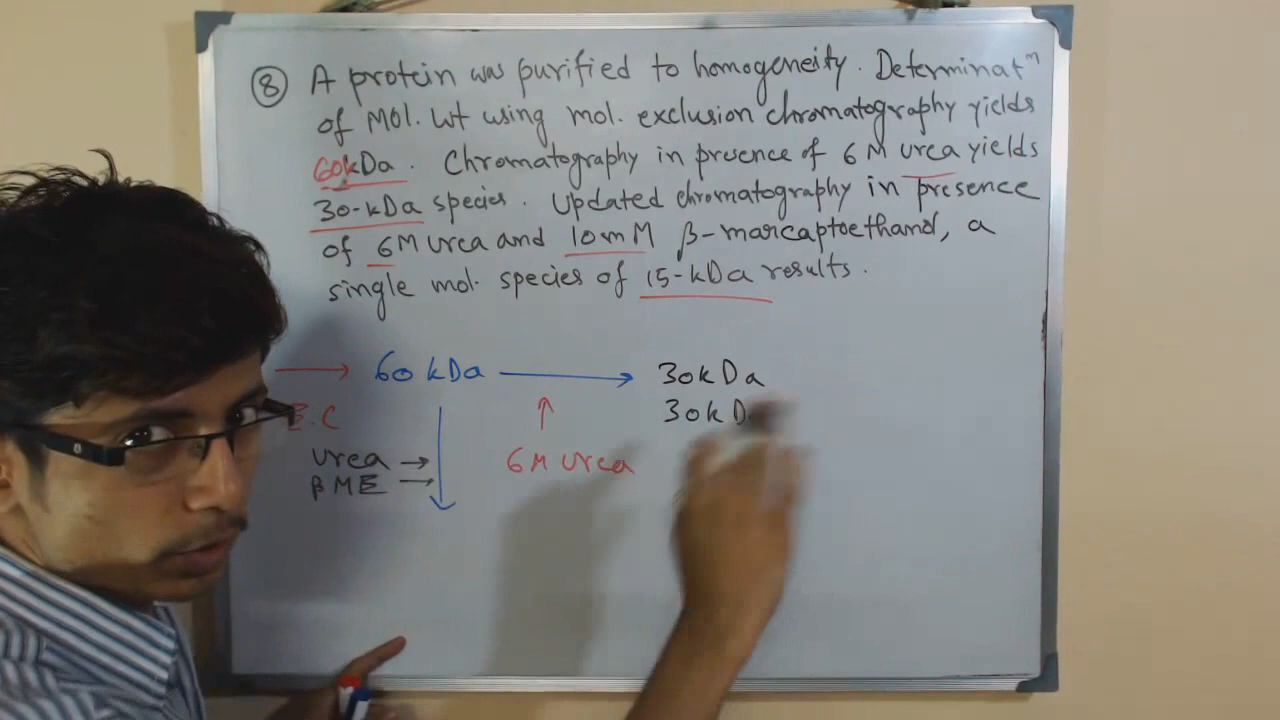 ⑧ A protein was purified to homogeneity. Determinatⁿ
of Mol. Wt using mol. exclusion chromatography yields
60kDa. Chromatography in presence of 6 M urea yields
30-kDa species. Updated chromatography in presence
of 6M urea and 10mM β-marcaptoethanol, a
single mol. species of 15-kDa results.
→ 60 kDa → 30kDa
30kD
.C ↑
urea → 6 M urea
βME →